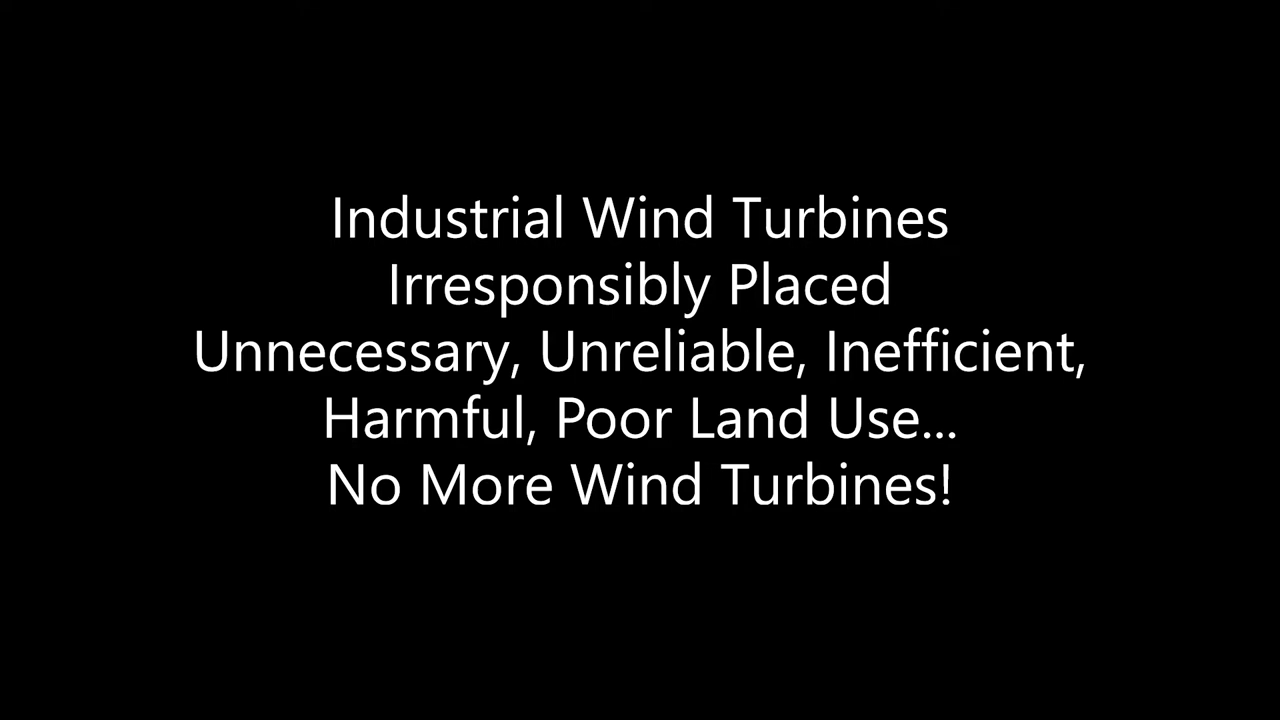 Industrial Wind Turbines
Irresponsibly Placed
Unnecessary, Unreliable, Inefficient,
Harmful, Poor Land Use...
No More Wind Turbines!